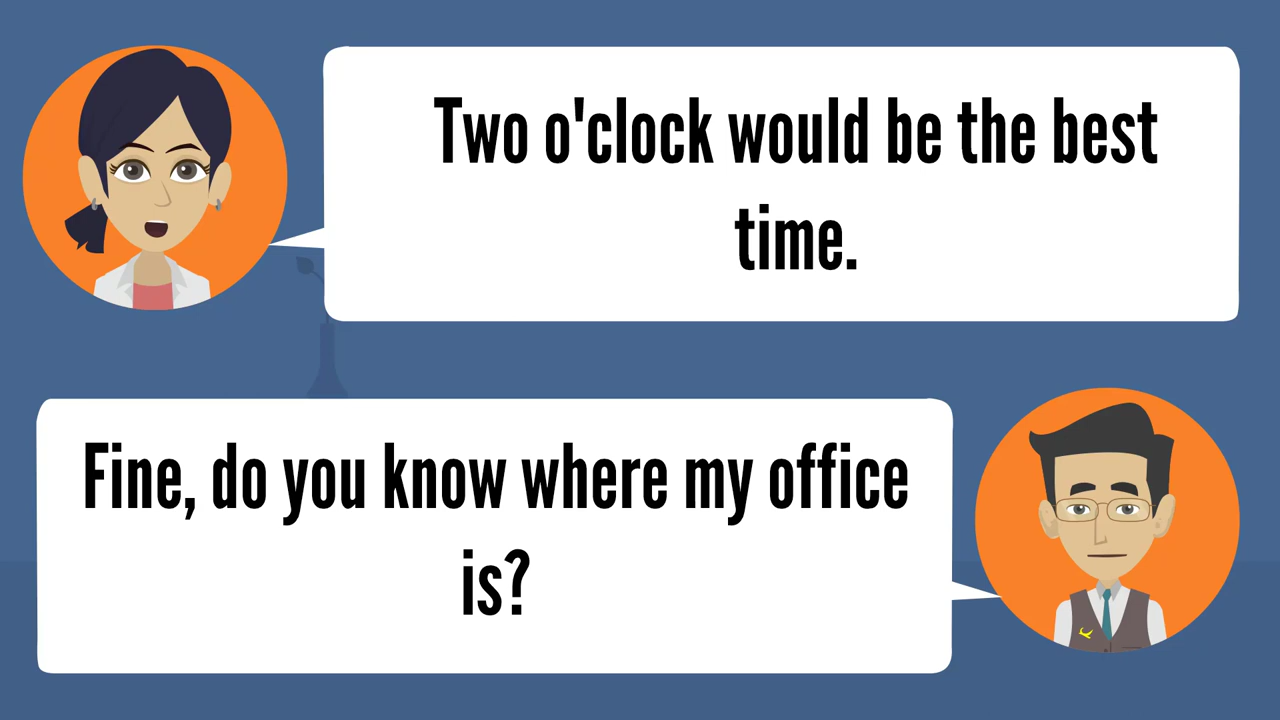 Two o'clock would be the best
time.
Fine, do you know where my office
is?